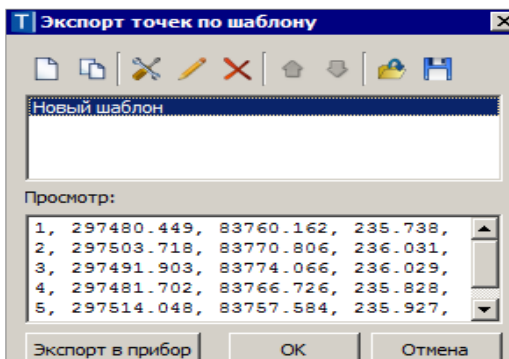 Экспорт точек по шаблону
Новый шаблон
Просмотр:
1, 297480.449, 83760.162, 235.738,
2, 297503.718, 83770.806, 236.031,
3, 297491.903, 83774.066, 236.029,
4, 297481.702, 83766.726, 235.828,
5, 297514.048, 83757.584, 235.927,
Экспорт в прибор ОК Отмена